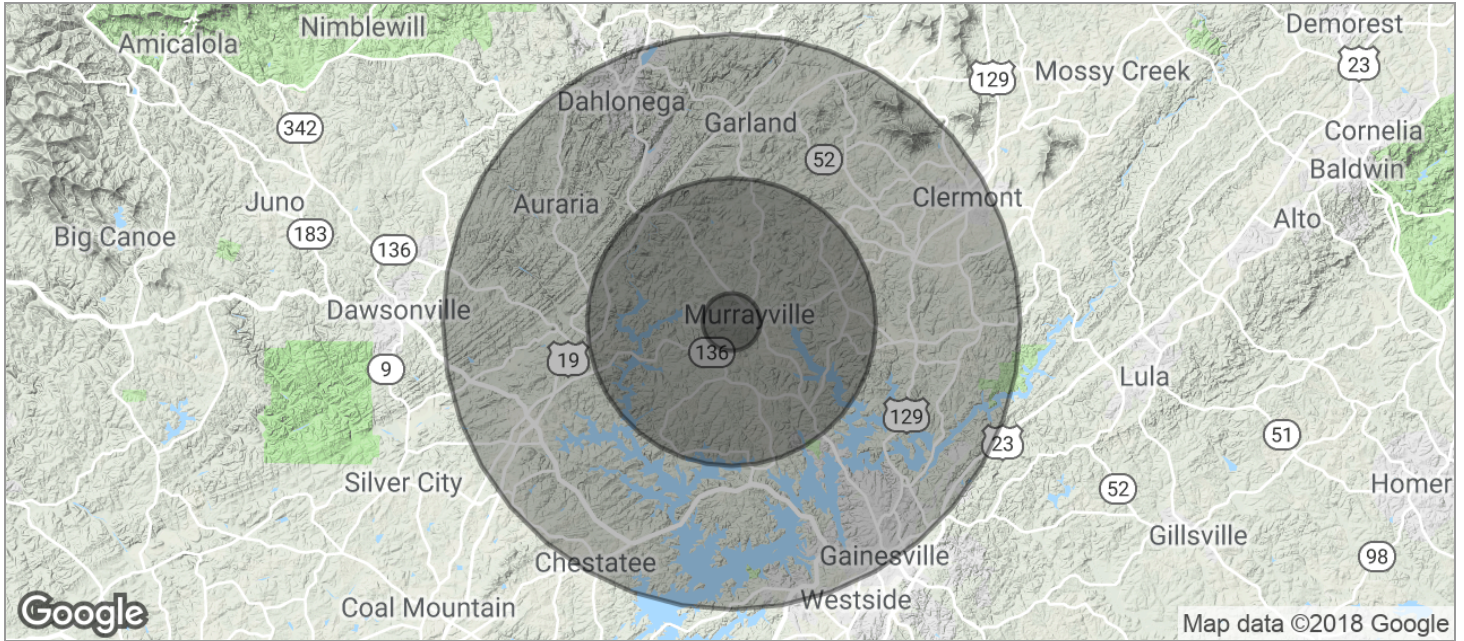 Nimblewill
Amicalola
Demorest
23
129
Mossy Creek
Dahlonega
Garland
342
Cornelia
52
Baldwin
Juno
Auraria
Clermont
Alto
Big Canoe
183
136
Dawsonville
Murrayville
136
19
9
Lula
129
23
51
Silver City
52
Homer
Gillsville
Chestatee
Gainesville
98
Coal Mountain
Westside
Google
Map data ©2018 Google